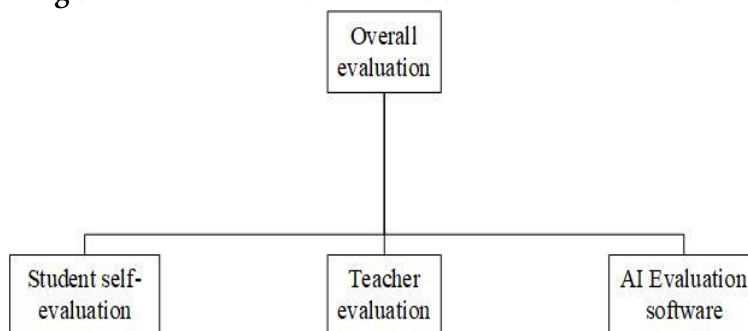 Overall
evaluation
Student self-
evaluation
Teacher
evaluation
AI Evaluation
software